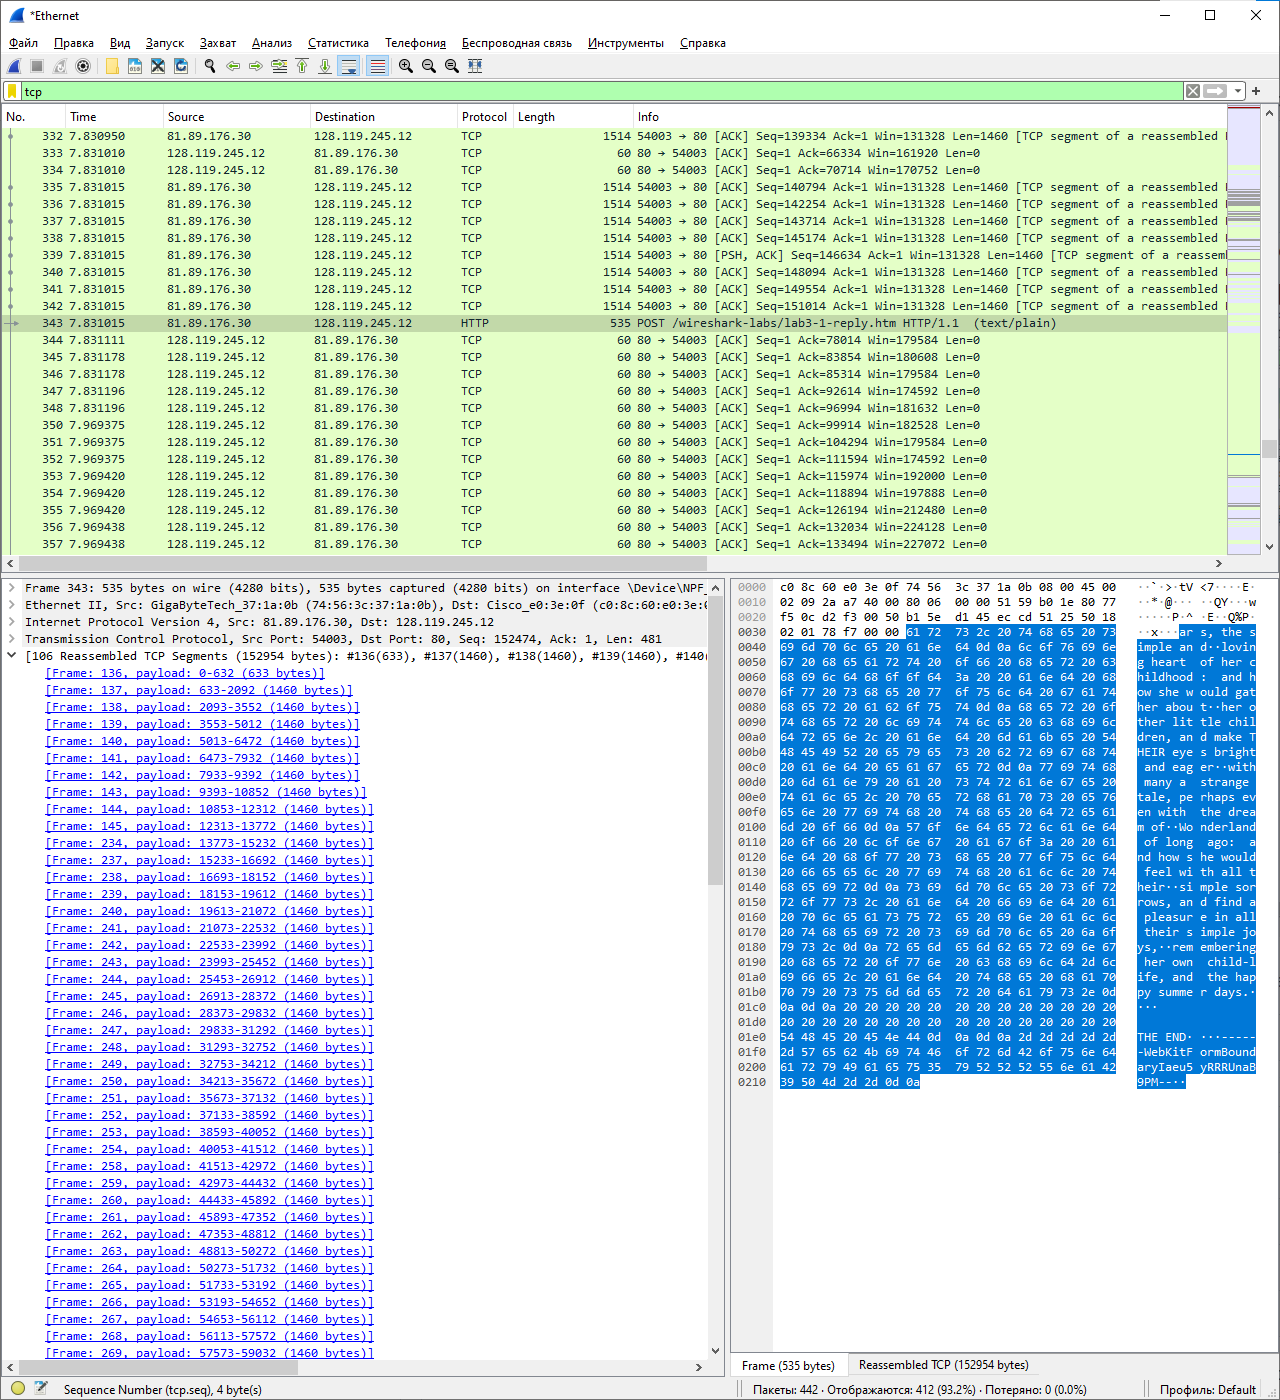 *Ethernet
Файл Правка Вид Запуск Захват Анализ Статистика Телефония Беспроводная связь Инструменты Справка
tcp
No. Time Source Destination Protocol Length Info
332 7.830950 81.89.176.30 128.119.245.12 TCP 1514 54003 → 80 [ACK] Seq=139334 Ack=1 Win=131328 Len=1460 [TCP segment of a reassembled
333 7.831010 128.119.245.12 81.89.176.30 TCP 60 80 → 54003 [ACK] Seq=1 Ack=66334 Win=161920 Len=0
334 7.831010 128.119.245.12 81.89.176.30 TCP 60 80 → 54003 [ACK] Seq=1 Ack=70714 Win=170752 Len=0
335 7.831015 81.89.176.30 128.119.245.12 TCP 1514 54003 → 80 [ACK] Seq=140794 Ack=1 Win=131328 Len=1460 [TCP segment of a reassembled
336 7.831015 81.89.176.30 128.119.245.12 TCP 1514 54003 → 80 [ACK] Seq=142254 Ack=1 Win=131328 Len=1460 [TCP segment of a reassembled
337 7.831015 81.89.176.30 128.119.245.12 TCP 1514 54003 → 80 [ACK] Seq=143714 Ack=1 Win=131328 Len=1460 [TCP segment of a reassembled
338 7.831015 81.89.176.30 128.119.245.12 TCP 1514 54003 → 80 [ACK] Seq=145174 Ack=1 Win=131328 Len=1460 [TCP segment of a reassembled
339 7.831015 81.89.176.30 128.119.245.12 TCP 1514 54003 → 80 [PSH, ACK] Seq=146634 Ack=1 Win=131328 Len=1460 [TCP segment of a reassem
340 7.831015 81.89.176.30 128.119.245.12 TCP 1514 54003 → 80 [ACK] Seq=148094 Ack=1 Win=131328 Len=1460 [TCP segment of a reassembled
341 7.831015 81.89.176.30 128.119.245.12 TCP 1514 54003 → 80 [ACK] Seq=149554 Ack=1 Win=131328 Len=1460 [TCP segment of a reassembled
342 7.831015 81.89.176.30 128.119.245.12 TCP 1514 54003 → 80 [ACK] Seq=151014 Ack=1 Win=131328 Len=1460 [TCP segment of a reassembled
343 7.831015 81.89.176.30 128.119.245.12 HTTP 535 POST /wireshark-labs/lab3-1-reply.htm HTTP/1.1  (text/plain)
344 7.831111 128.119.245.12 81.89.176.30 TCP 60 80 → 54003 [ACK] Seq=1 Ack=78014 Win=179584 Len=0
345 7.831178 128.119.245.12 81.89.176.30 TCP 60 80 → 54003 [ACK] Seq=1 Ack=83854 Win=180608 Len=0
346 7.831178 128.119.245.12 81.89.176.30 TCP 60 80 → 54003 [ACK] Seq=1 Ack=85314 Win=179584 Len=0
347 7.831196 128.119.245.12 81.89.176.30 TCP 60 80 → 54003 [ACK] Seq=1 Ack=92614 Win=174592 Len=0
348 7.831196 128.119.245.12 81.89.176.30 TCP 60 80 → 54003 [ACK] Seq=1 Ack=96994 Win=181632 Len=0
350 7.969375 128.119.245.12 81.89.176.30 TCP 60 80 → 54003 [ACK] Seq=1 Ack=99914 Win=182528 Len=0
351 7.969375 128.119.245.12 81.89.176.30 TCP 60 80 → 54003 [ACK] Seq=1 Ack=104294 Win=179584 Len=0
352 7.969375 128.119.245.12 81.89.176.30 TCP 60 80 → 54003 [ACK] Seq=1 Ack=111594 Win=174592 Len=0
353 7.969420 128.119.245.12 81.89.176.30 TCP 60 80 → 54003 [ACK] Seq=1 Ack=115974 Win=192000 Len=0
354 7.969420 128.119.245.12 81.89.176.30 TCP 60 80 → 54003 [ACK] Seq=1 Ack=118894 Win=197888 Len=0
355 7.969420 128.119.245.12 81.89.176.30 TCP 60 80 → 54003 [ACK] Seq=1 Ack=126194 Win=212480 Len=0
356 7.969438 128.119.245.12 81.89.176.30 TCP 60 80 → 54003 [ACK] Seq=1 Ack=132034 Win=224128 Len=0
357 7.969438 128.119.245.12 81.89.176.30 TCP 60 80 → 54003 [ACK] Seq=1 Ack=133494 Win=227072 Len=0
Frame 343: 535 bytes on wire (4280 bits), 535 bytes captured (4280 bits) on interface \Device\NPF_
Ethernet II, Src: GigaByteTech_37:1a:0b (74:56:3c:37:1a:0b), Dst: Cisco_e0:3e:0f (c0:8c:60:e0:3e:
Internet Protocol Version 4, Src: 81.89.176.30, Dst: 128.119.245.12
Transmission Control Protocol, Src Port: 54003, Dst Port: 80, Seq: 152474, Ack: 1, Len: 481
[106 Reassembled TCP Segments (152954 bytes): #136(633), #137(1460), #138(1460), #139(1460), #140(
[Frame: 136, payload: 0-632 (633 bytes)]
[Frame: 137, payload: 633-2092 (1460 bytes)]
[Frame: 138, payload: 2093-3552 (1460 bytes)]
[Frame: 139, payload: 3553-5012 (1460 bytes)]
[Frame: 140, payload: 5013-6472 (1460 bytes)]
[Frame: 141, payload: 6473-7932 (1460 bytes)]
[Frame: 142, payload: 7933-9392 (1460 bytes)]
[Frame: 143, payload: 9393-10852 (1460 bytes)]
[Frame: 144, payload: 10853-12312 (1460 bytes)]
[Frame: 145, payload: 12313-13772 (1460 bytes)]
[Frame: 234, payload: 13773-15232 (1460 bytes)]
[Frame: 237, payload: 15233-16692 (1460 bytes)]
[Frame: 238, payload: 16693-18152 (1460 bytes)]
[Frame: 239, payload: 18153-19612 (1460 bytes)]
[Frame: 240, payload: 19613-21072 (1460 bytes)]
[Frame: 241, payload: 21073-22532 (1460 bytes)]
[Frame: 242, payload: 22533-23992 (1460 bytes)]
[Frame: 243, payload: 23993-25452 (1460 bytes)]
[Frame: 244, payload: 25453-26912 (1460 bytes)]
[Frame: 245, payload: 26913-28372 (1460 bytes)]
[Frame: 246, payload: 28373-29832 (1460 bytes)]
[Frame: 247, payload: 29833-31292 (1460 bytes)]
[Frame: 248, payload: 31293-32752 (1460 bytes)]
[Frame: 249, payload: 32753-34212 (1460 bytes)]
[Frame: 250, payload: 34213-35672 (1460 bytes)]
[Frame: 251, payload: 35673-37132 (1460 bytes)]
[Frame: 252, payload: 37133-38592 (1460 bytes)]
[Frame: 253, payload: 38593-40052 (1460 bytes)]
[Frame: 254, payload: 40053-41512 (1460 bytes)]
[Frame: 258, payload: 41513-42972 (1460 bytes)]
[Frame: 259, payload: 42973-44432 (1460 bytes)]
[Frame: 260, payload: 44433-45892 (1460 bytes)]
[Frame: 261, payload: 45893-47352 (1460 bytes)]
[Frame: 262, payload: 47353-48812 (1460 bytes)]
[Frame: 263, payload: 48813-50272 (1460 bytes)]
[Frame: 264, payload: 50273-51732 (1460 bytes)]
[Frame: 265, payload: 51733-53192 (1460 bytes)]
[Frame: 266, payload: 53193-54652 (1460 bytes)]
[Frame: 267, payload: 54653-56112 (1460 bytes)]
[Frame: 268, payload: 56113-57572 (1460 bytes)]
[Frame: 269, payload: 57573-59032 (1460 bytes)]
0000 c0 8c 60 e0 3e 0f 74 56 3c 37 1a 0b 08 00 45 00 ··`·>·tV <7····E·
0010 02 09 2a a7 40 00 80 06 00 00 51 59 b0 1e 80 77 ··*·@··· ··QY···w
0020 f5 0c d2 f3 00 50 b1 5e d1 45 ec cd 51 25 50 18 ·····P·^ ·E··Q%P·
0030 02 01 78 f7 00 00 61 72 73 2c 20 74 68 65 20 73 ··x···ar s, the s
0040 69 6d 70 6c 65 20 61 6e 64 0d 0a 6c 6f 76 69 6e imple an d··lovin
0050 67 20 68 65 61 72 74 20 6f 66 20 68 65 72 20 63 g heart  of her c
0060 68 69 6c 64 68 6f 6f 64 3a 20 20 61 6e 64 20 68 hildhood :  and h
0070 6f 77 20 73 68 65 20 77 6f 75 6c 64 20 67 61 74 ow she w ould gat
0080 68 65 72 20 61 62 6f 75 74 0d 0a 68 65 72 20 6f her abou t··her o
0090 74 68 65 72 20 6c 69 74 74 6c 65 20 63 68 69 6c ther lit tle chil
00a0 64 72 65 6e 2c 20 61 6e 64 20 6d 61 6b 65 20 54 dren, an d make T
00b0 48 45 49 52 20 65 79 65 73 20 62 72 69 67 68 74 HEIR eye s bright
00c0 20 61 6e 64 20 65 61 67 65 72 0d 0a 77 69 74 68 and eag er··with
00d0 20 6d 61 6e 79 20 61 20 73 74 72 61 6e 67 65 20 many a  strange
00e0 74 61 6c 65 2c 20 70 65 72 68 61 70 73 20 65 76 tale, pe rhaps ev
00f0 65 6e 20 77 69 74 68 20 74 68 65 20 64 72 65 61 en with  the drea
0100 6d 20 6f 66 0d 0a 57 6f 6e 64 65 72 6c 61 6e 64 m of··Wo nderland
0110 20 6f 66 20 6c 6f 6e 67 20 61 67 6f 3a 20 20 61 of long  ago:  a
0120 6e 64 20 68 6f 77 20 73 68 65 20 77 6f 75 6c 64 nd how s he would
0130 20 66 65 65 6c 20 77 69 74 68 20 61 6c 6c 20 74 feel wi th all t
0140 68 65 69 72 0d 0a 73 69 6d 70 6c 65 20 73 6f 72 heir··si mple sor
0150 72 6f 77 73 2c 20 61 6e 64 20 66 69 6e 64 20 61 rows, an d find a
0160 20 70 6c 65 61 73 75 72 65 20 69 6e 20 61 6c 6c pleasur e in all
0170 20 74 68 65 69 72 20 73 69 6d 70 6c 65 20 6a 6f their s imple jo
0180 79 73 2c 0d 0a 72 65 6d 65 6d 62 65 72 69 6e 67 ys,··rem embering
0190 20 68 65 72 20 6f 77 6e 20 63 68 69 6c 64 2d 6c her own  child-l
01a0 69 66 65 2c 20 61 6e 64 20 74 68 65 20 68 61 70 ife, and  the hap
01b0 70 79 20 73 75 6d 6d 65 72 20 64 61 79 73 2e 0d py summe r days.·
01c0 0a 0d 0a 20 20 20 20 20 20 20 20 20 20 20 20 20 ···
01d0 20 20 20 20 20 20 20 20 20 20 20 20 20 20 20 20
01e0 54 48 45 20 45 4e 44 0d 0a 0d 0a 2d 2d 2d 2d 2d THE END· ···-----
01f0 2d 57 65 62 4b 69 74 46 6f 72 6d 42 6f 75 6e 64 -WebKitF ormBound
0200 61 72 79 49 61 65 75 35 79 52 52 52 55 6e 61 42 aryIaeu5 yRRRUnaB
0210 39 50 4d 2d 2d 0d 0a 9PM--··
Frame (535 bytes) Reassembled TCP (152954 bytes)
Sequence Number (tcp.seq), 4 byte(s) Пакеты: 442 · Отображаются: 412 (93.2%) · Потеряно: 0 (0.0%) Профиль: Default